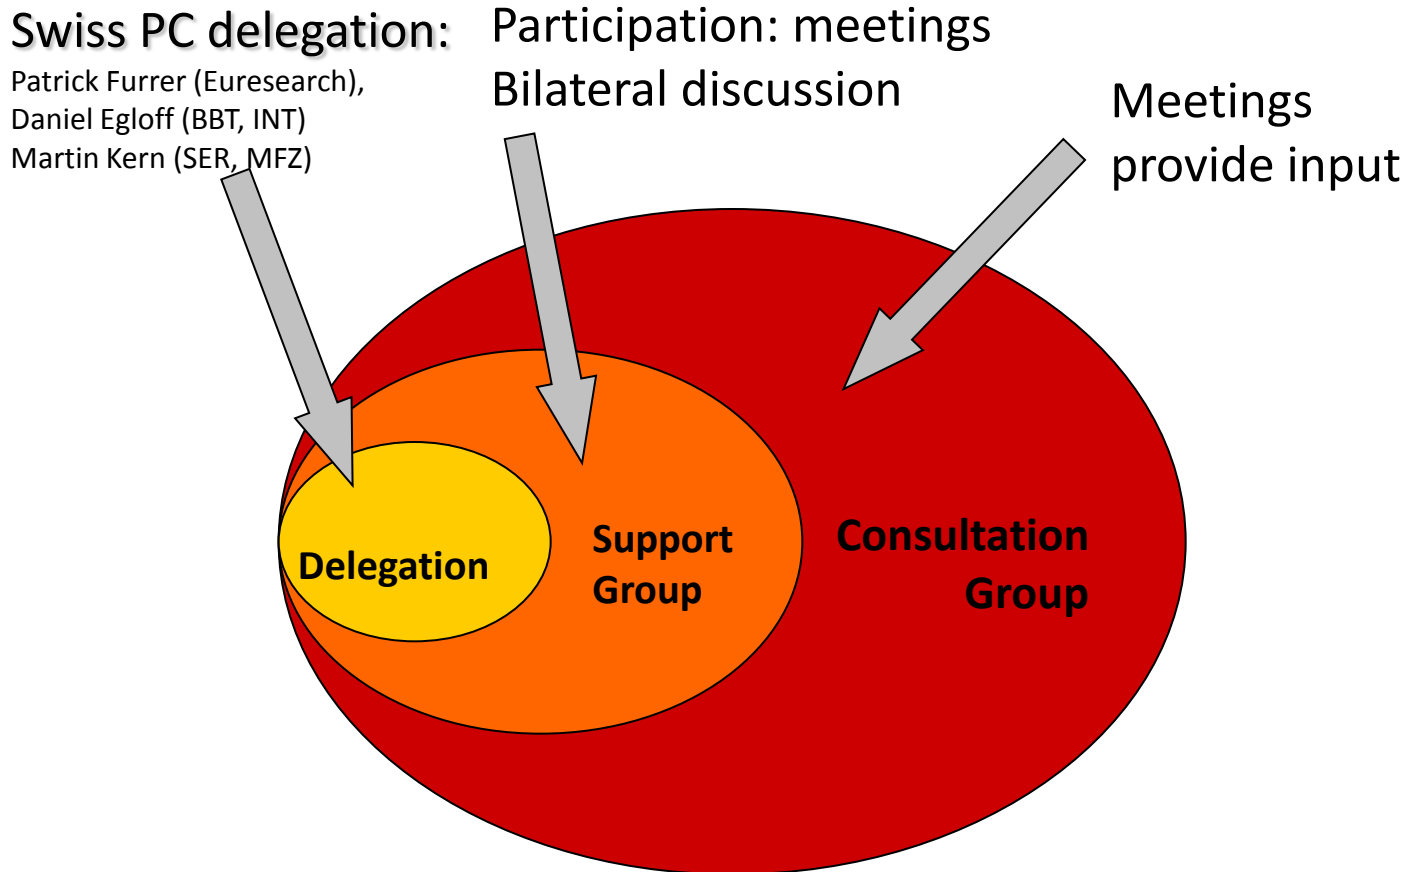 Swiss PC delegation:
Patrick Furrer (Euresearch),
Daniel Egloff (BBT, INT)
Martin Kern (SER, MFZ)
Participation: meetings
Bilateral discussion
Meetings
provide input
Delegation
Support
Group
Consultation
Group